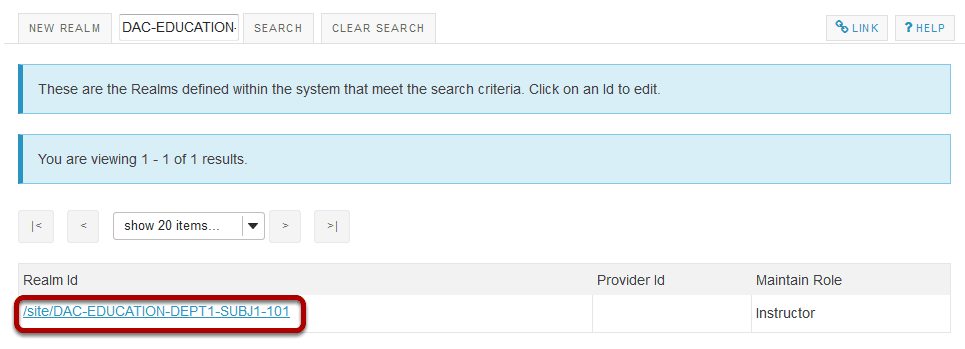 NEW REALM DAC-EDUCATION- SEARCH CLEAR SEARCH LINK ? HELP
These are the Realms defined within the system that meet the search criteria. Click on an Id to edit.
You are viewing 1 - 1 of 1 results.
|< < show 20 items... > >|
Realm Id Provider Id Maintain Role
/site/DAC-EDUCATION-DEPT1-SUBJ1-101 Instructor